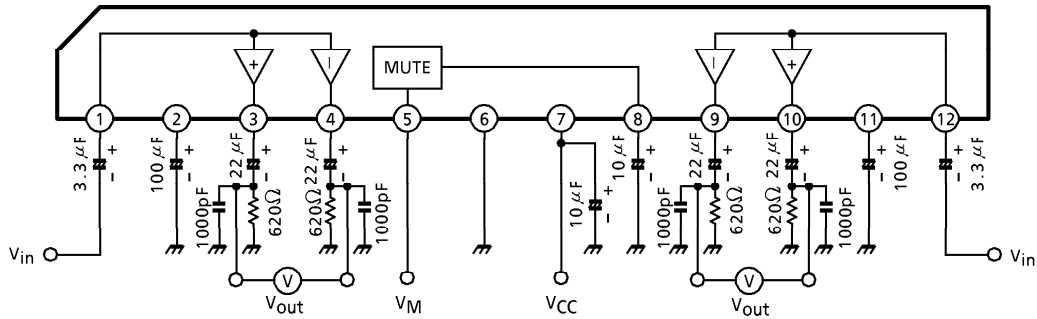 MUTE
1 2 3 4 5 6 7 8 9 10 11 12
3.3 μF + -
100 μF + -
22 μF + -
22 μF + -
10 μF + -
22 μF + -
22 μF + -
100 μF + -
3.3 μF + -
10 μF + -
1000pF 620Ω 620Ω 1000pF
1000pF 620Ω 620Ω 1000pF
Vin
V
Vout
VM
VCC
V
Vout
Vin